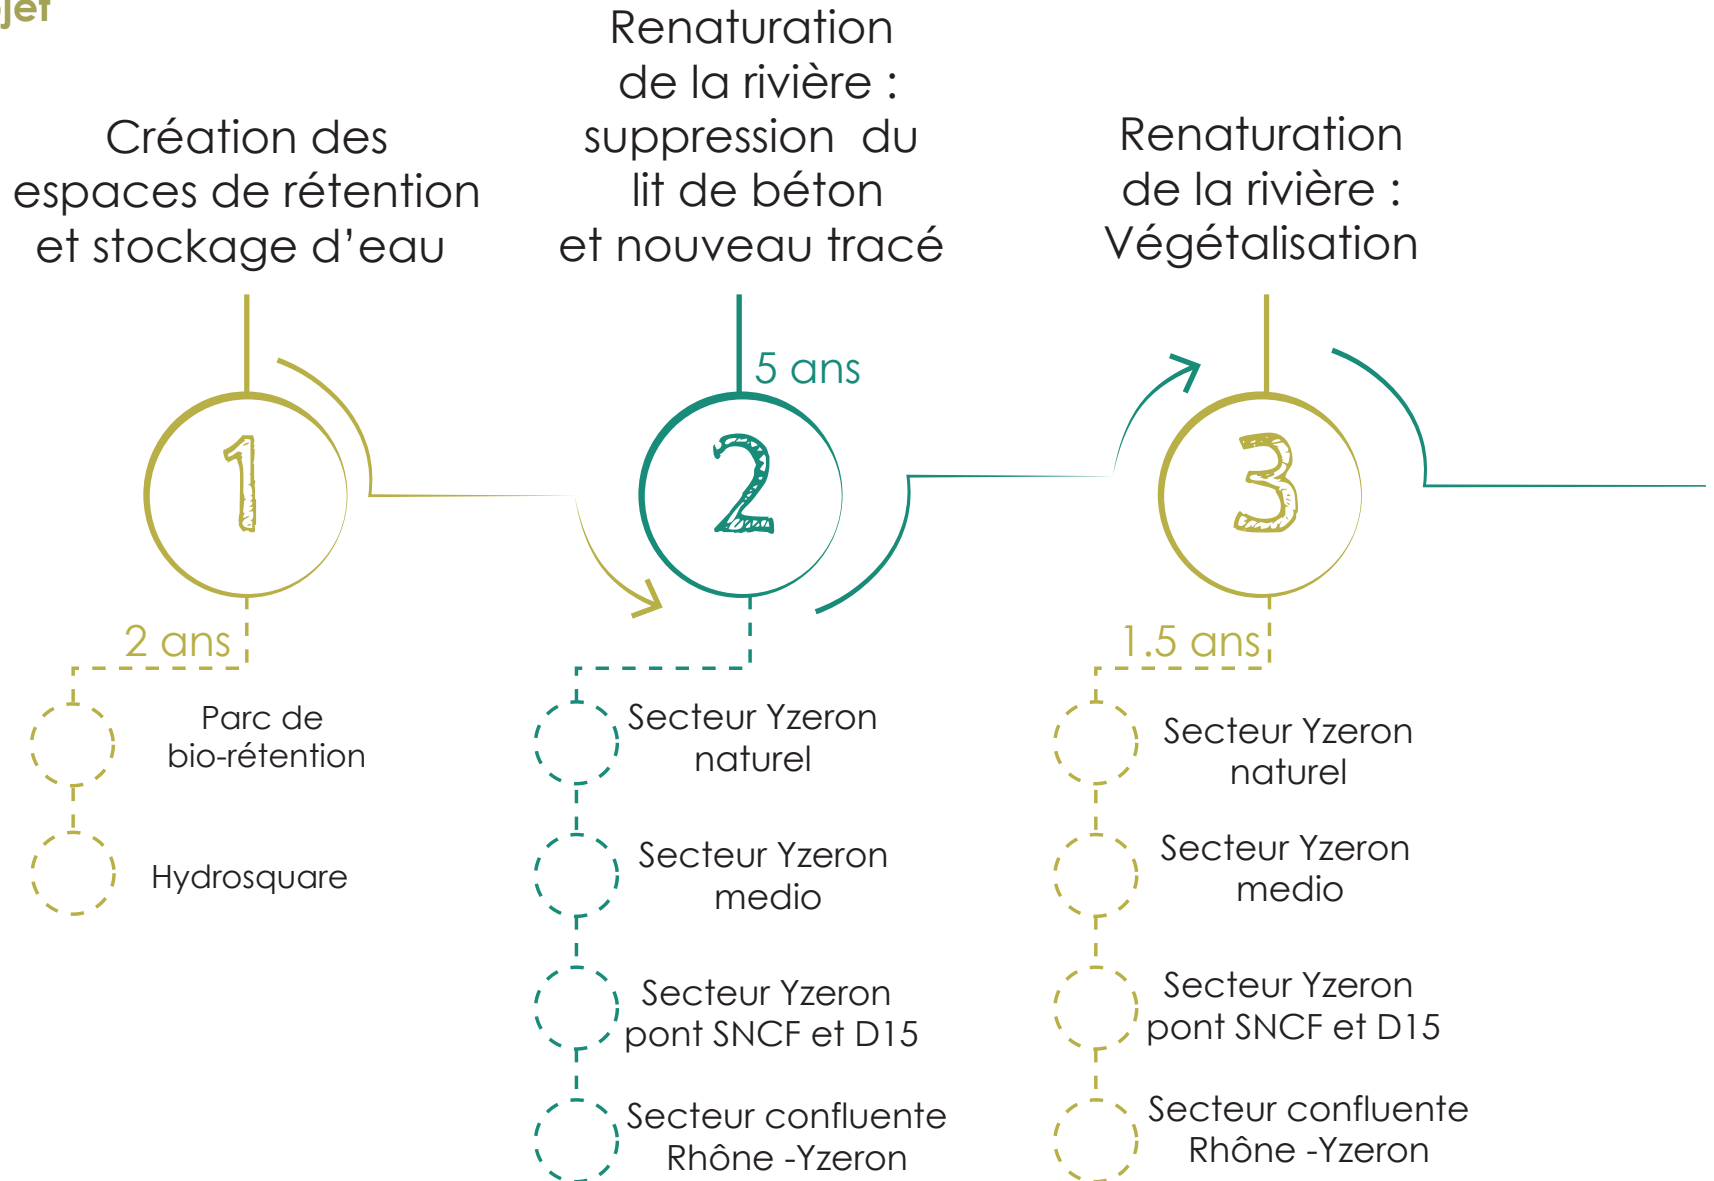 Création des
espaces de rétention
et stockage d’eau
1
2 ans
Parc de
bio-rétention
Hydrosquare
Renaturation
de la rivière :
suppression du
lit de béton
et nouveau tracé
5 ans
2
Secteur Yzeron
naturel
Secteur Yzeron
medio
Secteur Yzeron
pont SNCF et D15
Secteur confluente
Rhône -Yzeron
Renaturation
de la rivière :
Végétalisation
3
1.5 ans
Secteur Yzeron
naturel
Secteur Yzeron
medio
Secteur Yzeron
pont SNCF et D15
Secteur confluente
Rhône -Yzeron